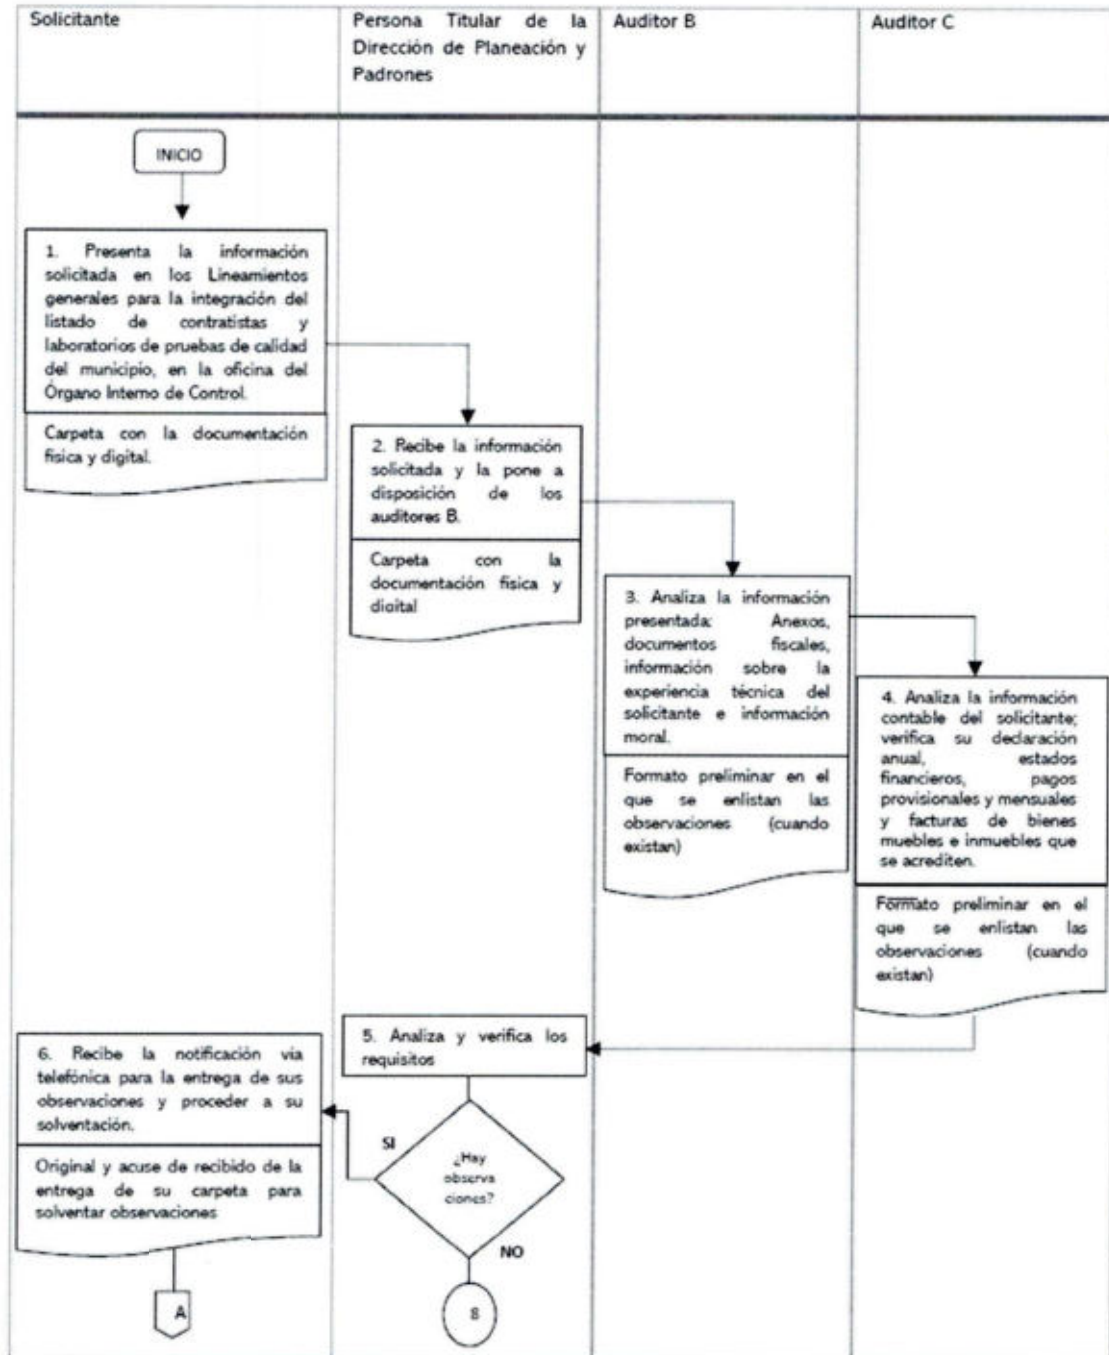 Solicitante
Persona Titular de la
Dirección de Planeación y
Padrones
Auditor B
Auditor C
INICIO
1. Presenta la información
solicitada en los Lineamientos
generales para la integración del
listado de contratistas y
laboratorios de pruebas de calidad
del municipio, en la oficina del
Órgano Interno de Control.
Carpeta con la documentación
física y digital.
2. Recibe la información
solicitada y la pone a
disposición de los
auditores B.
Carpeta con la
documentación física y
digital
3. Analiza la información
presentada: Anexos,
documentos fiscales,
información sobre la
experiencia técnica del
solicitante e información
moral.
Formato preliminar en el
que se enlistan las
observaciones (cuando
existan)
4. Analiza la información
contable del solicitante;
verifica su declaración
anual, estados
financieros, pagos
provisionales y mensuales
y facturas de bienes
muebles e inmuebles que
se acrediten.
Formato preliminar en el
que se enlistan las
observaciones (cuando
existan)
5. Analiza y verifica los
requisitos
6. Recibe la notificación via
telefónica para la entrega de sus
observaciones y proceder a su
solventación.
Original y acuse de recibido de la
entrega de su carpeta para
solventar observaciones
SI
¿Hay
observa
ciones?
NO
A
8